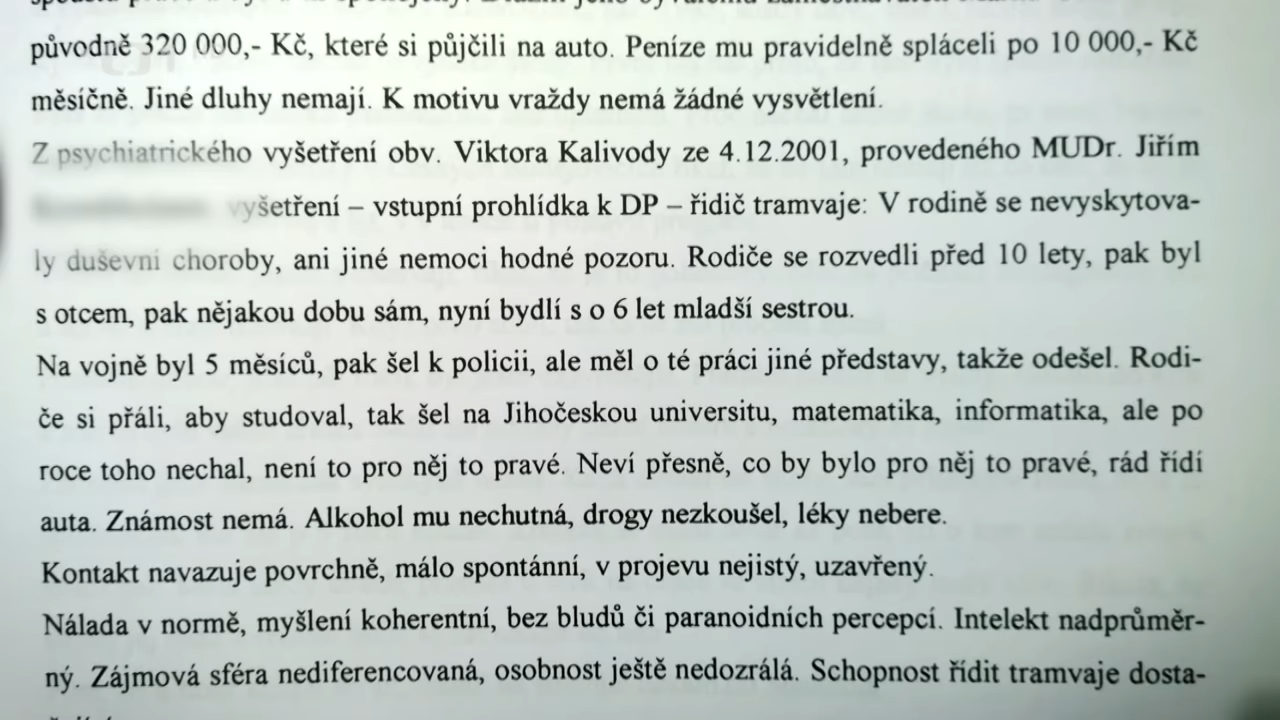 původně 320 000,- Kč, které si půjčili na auto. Peníze mu pravidelně spláceli po 10 000,- Kč
měsíčně. Jiné dluhy nemají. K motivu vraždy nemá žádné vysvětlení.
Z psychiatrického vyšetření obv. Viktora Kalivody ze 4.12.2001, provedeného MUDr. Jiřím
vyšetření – vstupní prohlídka k DP – řidič tramvaje: V rodině se nevyskytova-
ly duševní choroby, ani jiné nemoci hodné pozoru. Rodiče se rozvedli před 10 lety, pak byl
s otcem, pak nějakou dobu sám, nyní bydlí s o 6 let mladší sestrou.
Na vojně byl 5 měsíců, pak šel k policii, ale měl o té práci jiné představy, takže odešel. Rodi-
če si přáli, aby studoval, tak šel na Jihočeskou universitu, matematika, informatika, ale po
roce toho nechal, není to pro něj to pravé. Neví přesně, co by bylo pro něj to pravé, rád řídí
auta. Známost nemá. Alkohol mu nechutná, drogy nezkoušel, léky nebere.
Kontakt navazuje povrchně, málo spontánní, v projevu nejistý, uzavřený.
Nálada v normě, myšlení koherentní, bez bludů či paranoidních percepcí. Intelekt nadprůměr-
ný. Zájmová sféra nediferencovaná, osobnost ještě nedozrálá. Schopnost řídit tramvaje dosta-